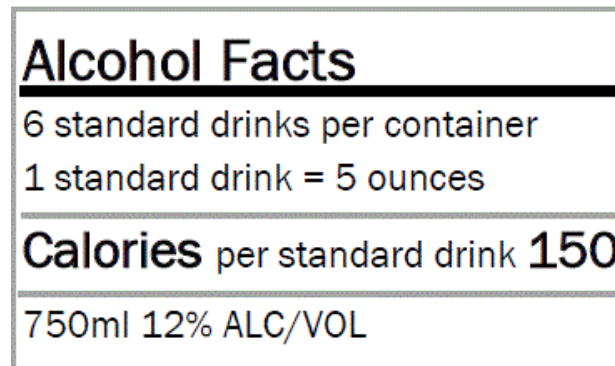 Alcohol Facts
6 standard drinks per container
1 standard drink = 5 ounces
Calories per standard drink 150
750ml 12% ALC/VOL